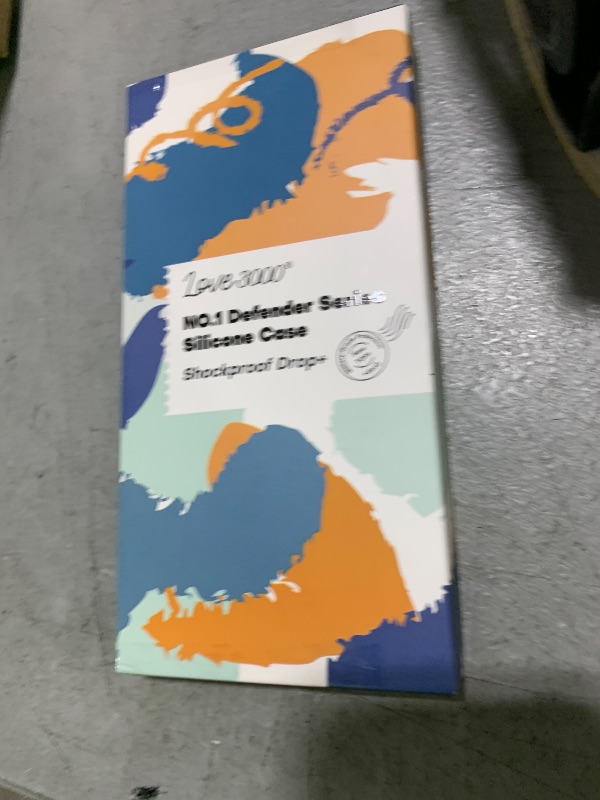 Love 3000®
NO.1 Defender Series
Silicone Case
Shockproof Drop+